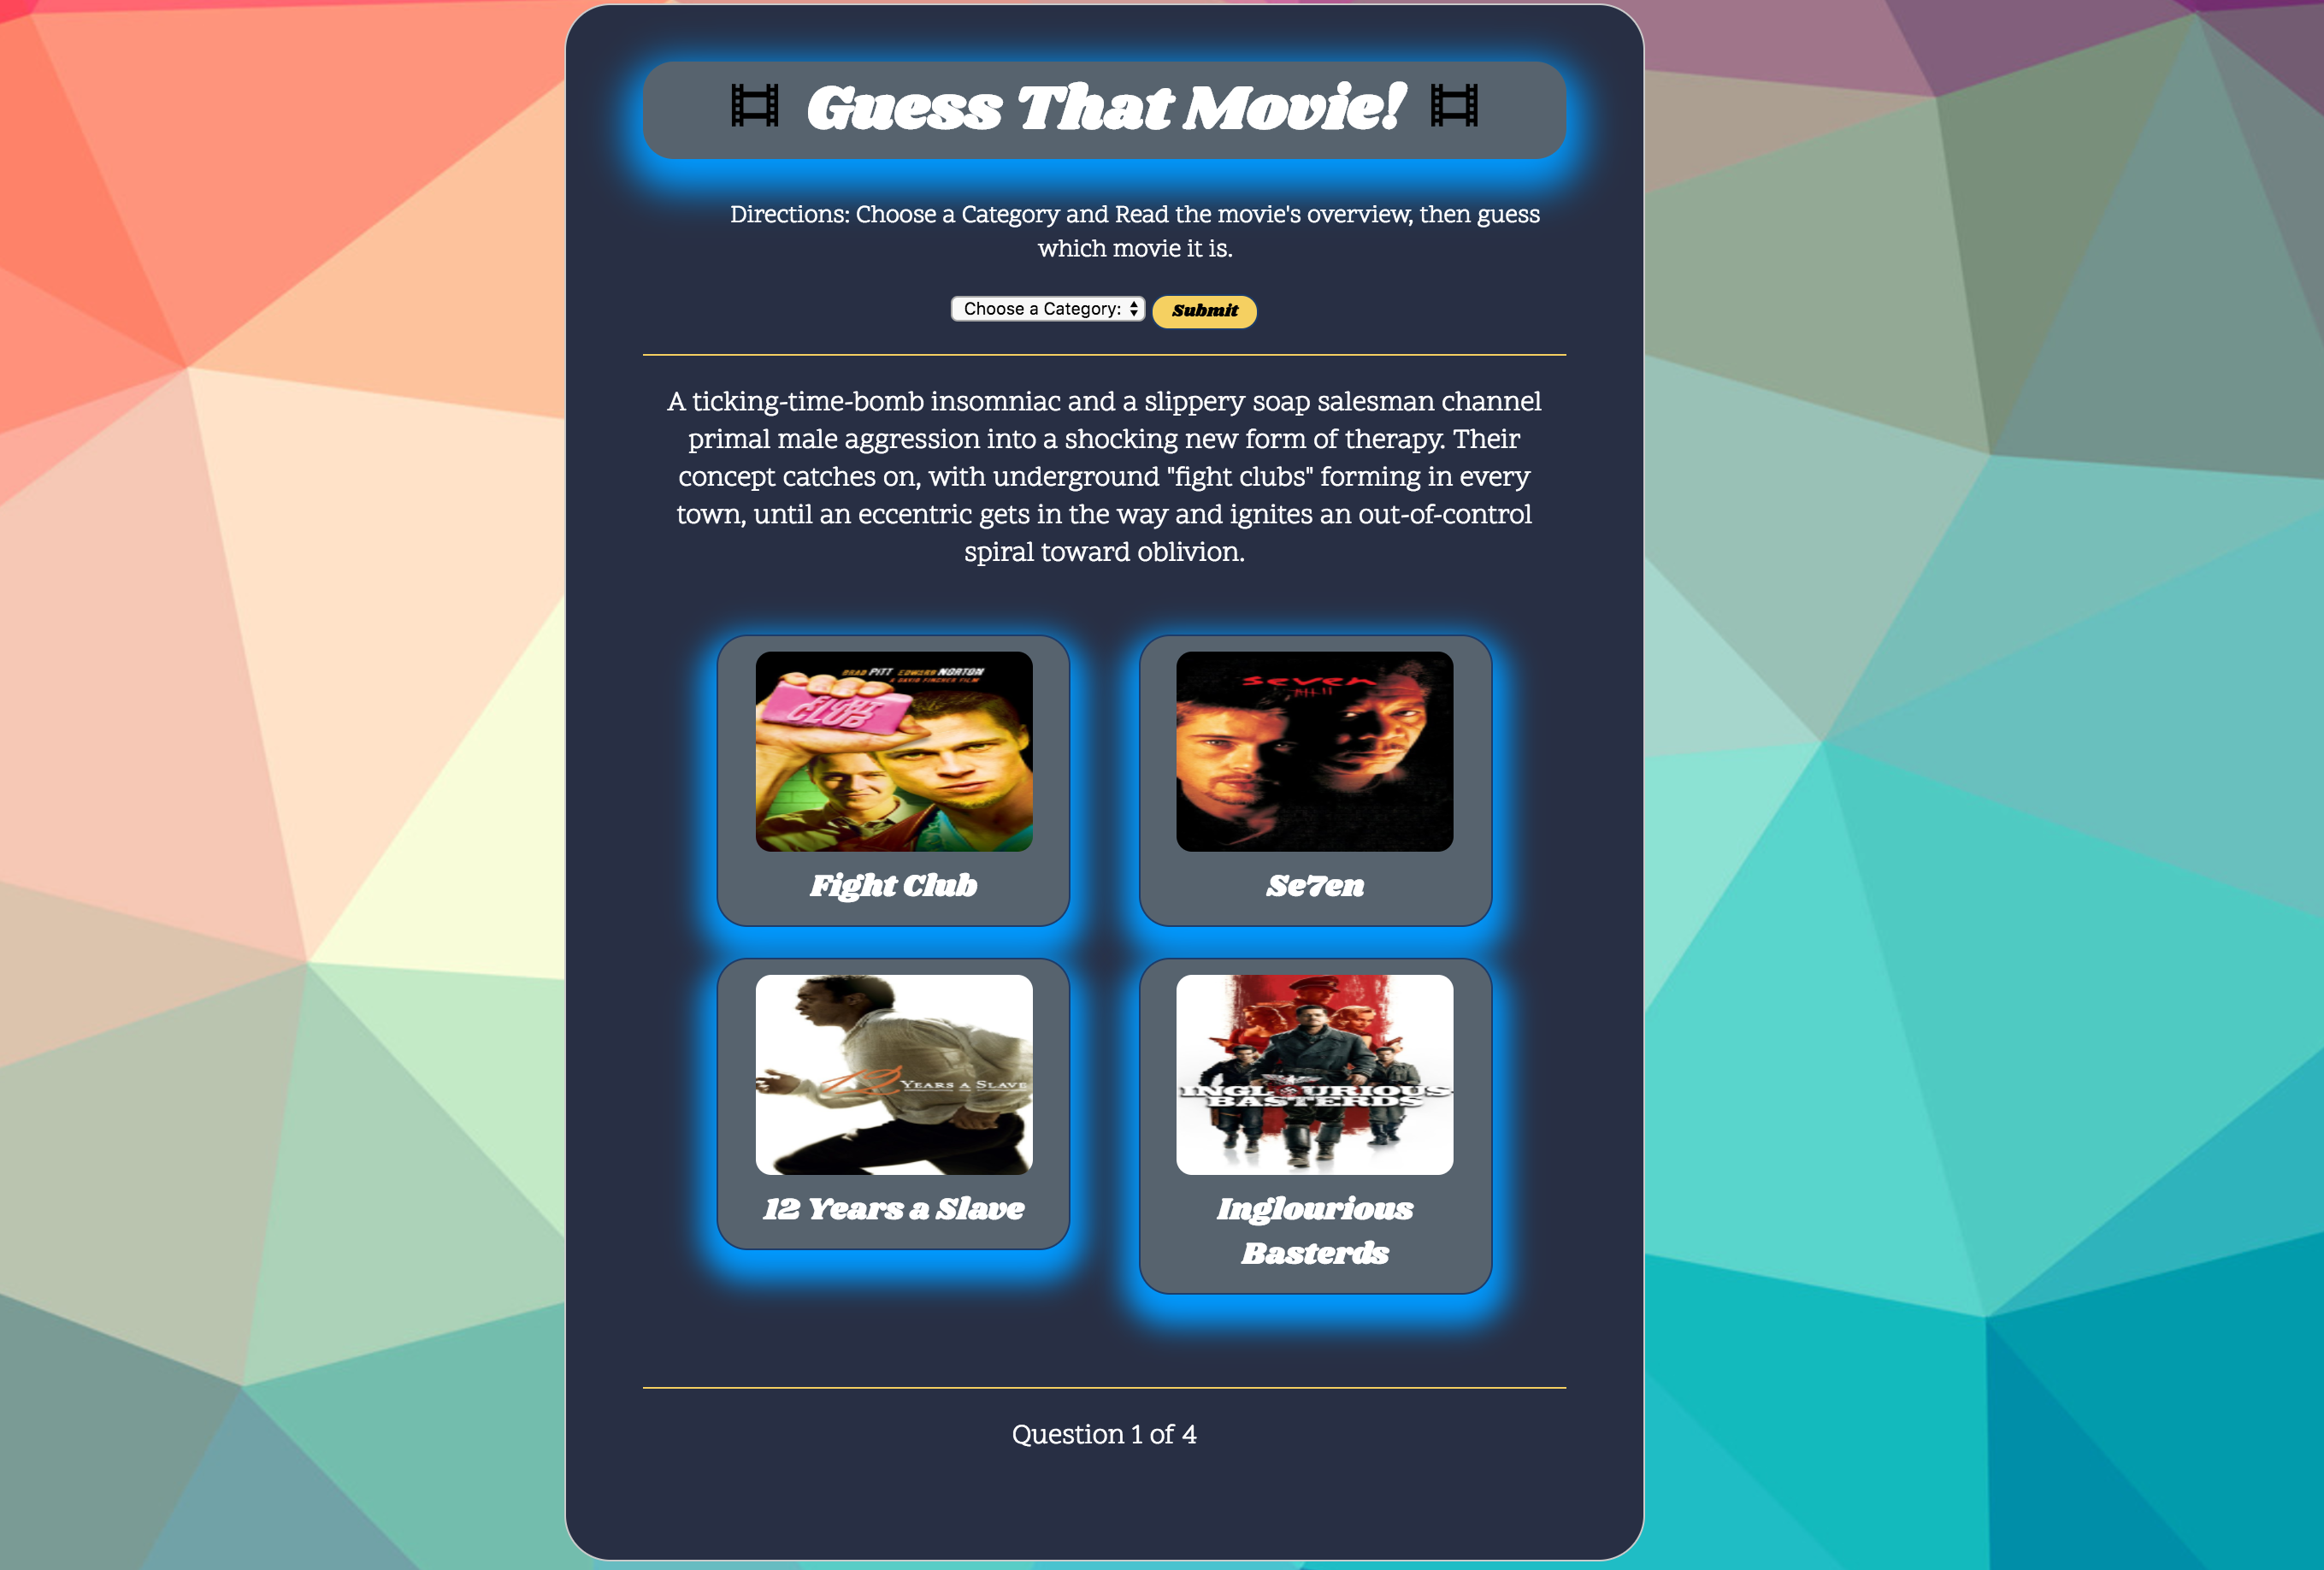 Guess That Movie!
Directions: Choose a Category and Read the movie's overview, then guess
which movie it is.
Choose a Category:
Submit
A ticking-time-bomb insomniac and a slippery soap salesman channel
primal male aggression into a shocking new form of therapy. Their
concept catches on, with underground "fight clubs" forming in every
town, until an eccentric gets in the way and ignites an out-of-control
spiral toward oblivion.
BRAD PITT EDWARD NORTON
A DAVID FINCHER FILM
FIGHT
CLUB
seven
Fight Club
Se7en
12 YEARS A SLAVE
INGLOURIOUS
BASTERDS
12 Years a Slave
Inglourious
Basterds
Question 1 of 4